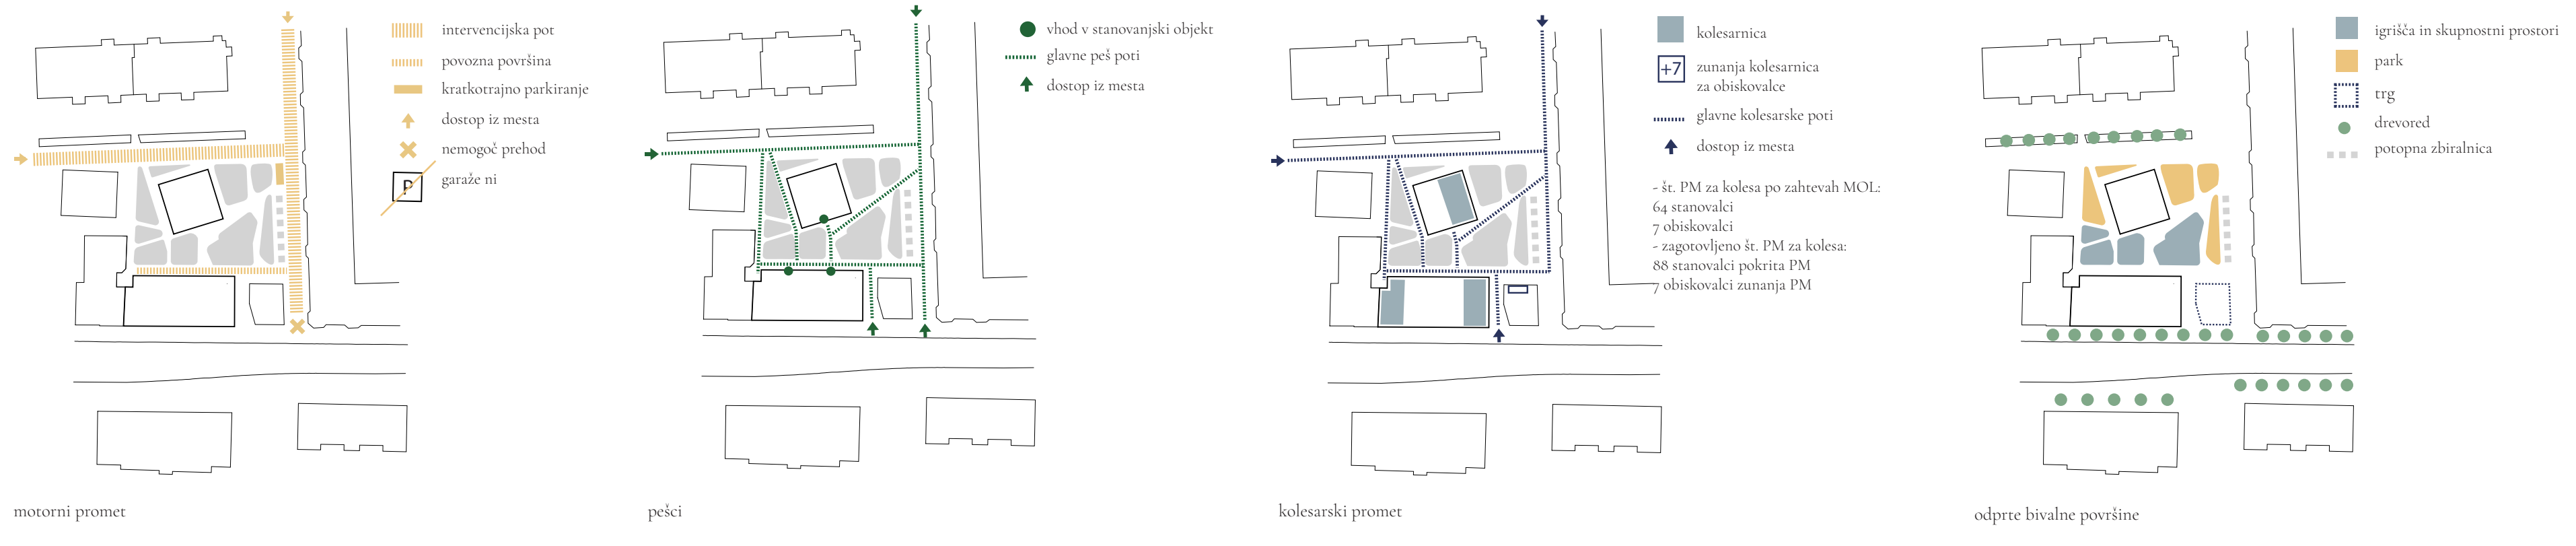 intervencijska pot
povozna površina
kratkotrajno parkiranje
dostop iz mesta
nemogoč prehod
P
garaže ni
motorni promet
vhod v stanovanjski objekt
glavne peš poti
dostop iz mesta
pešci
kolesarnica
+7
zunanja kolesarnica
za obiskovalce
glavne kolesarske poti
dostop iz mesta
- št. PM za kolesa po zahtevah MOL:
64 stanovalci
7 obiskovalci
- zagotovljeno št. PM za kolesa:
88 stanovalci pokrita PM
7 obiskovalci zunanja PM
kolesarski promet
igrišča in skupnostni prostori
park
trg
drevored
potopna zbiralnica
odprte bivalne površine